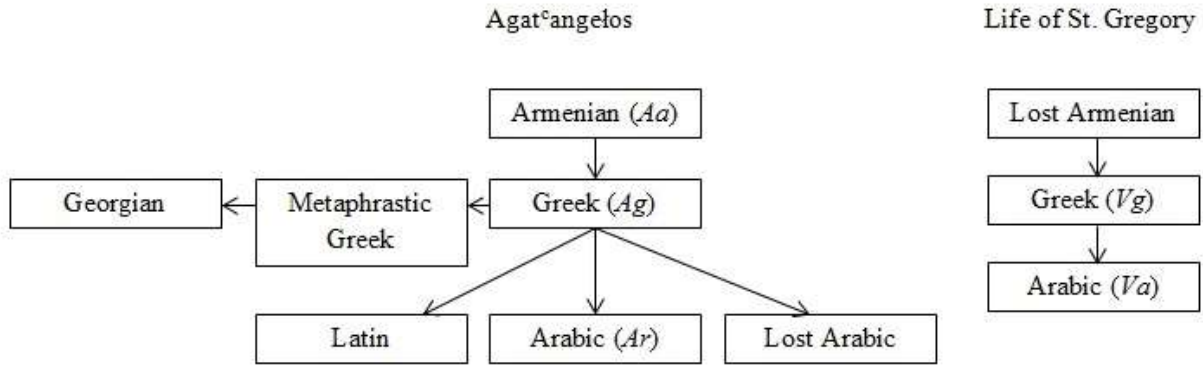 Agatᶜangełos
Life of St. Gregory
Armenian (Aa)
Lost Armenian
Georgian
Metaphrastic
Greek
Greek (Ag)
Greek (Vg)
Arabic (Va)
Latin
Arabic (Ar)
Lost Arabic